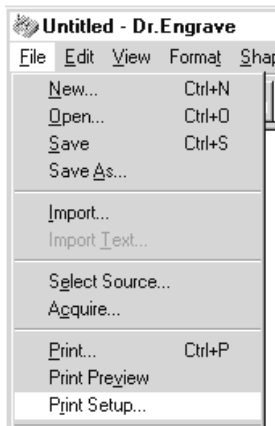 Untitled - Dr.Engrave
File Edit View Format Shap
New... Ctrl+N
Open... Ctrl+O
Save Ctrl+S
Save As...
Import...
Import Text...
Select Source...
Acquire...
Print... Ctrl+P
Print Preview
Print Setup...